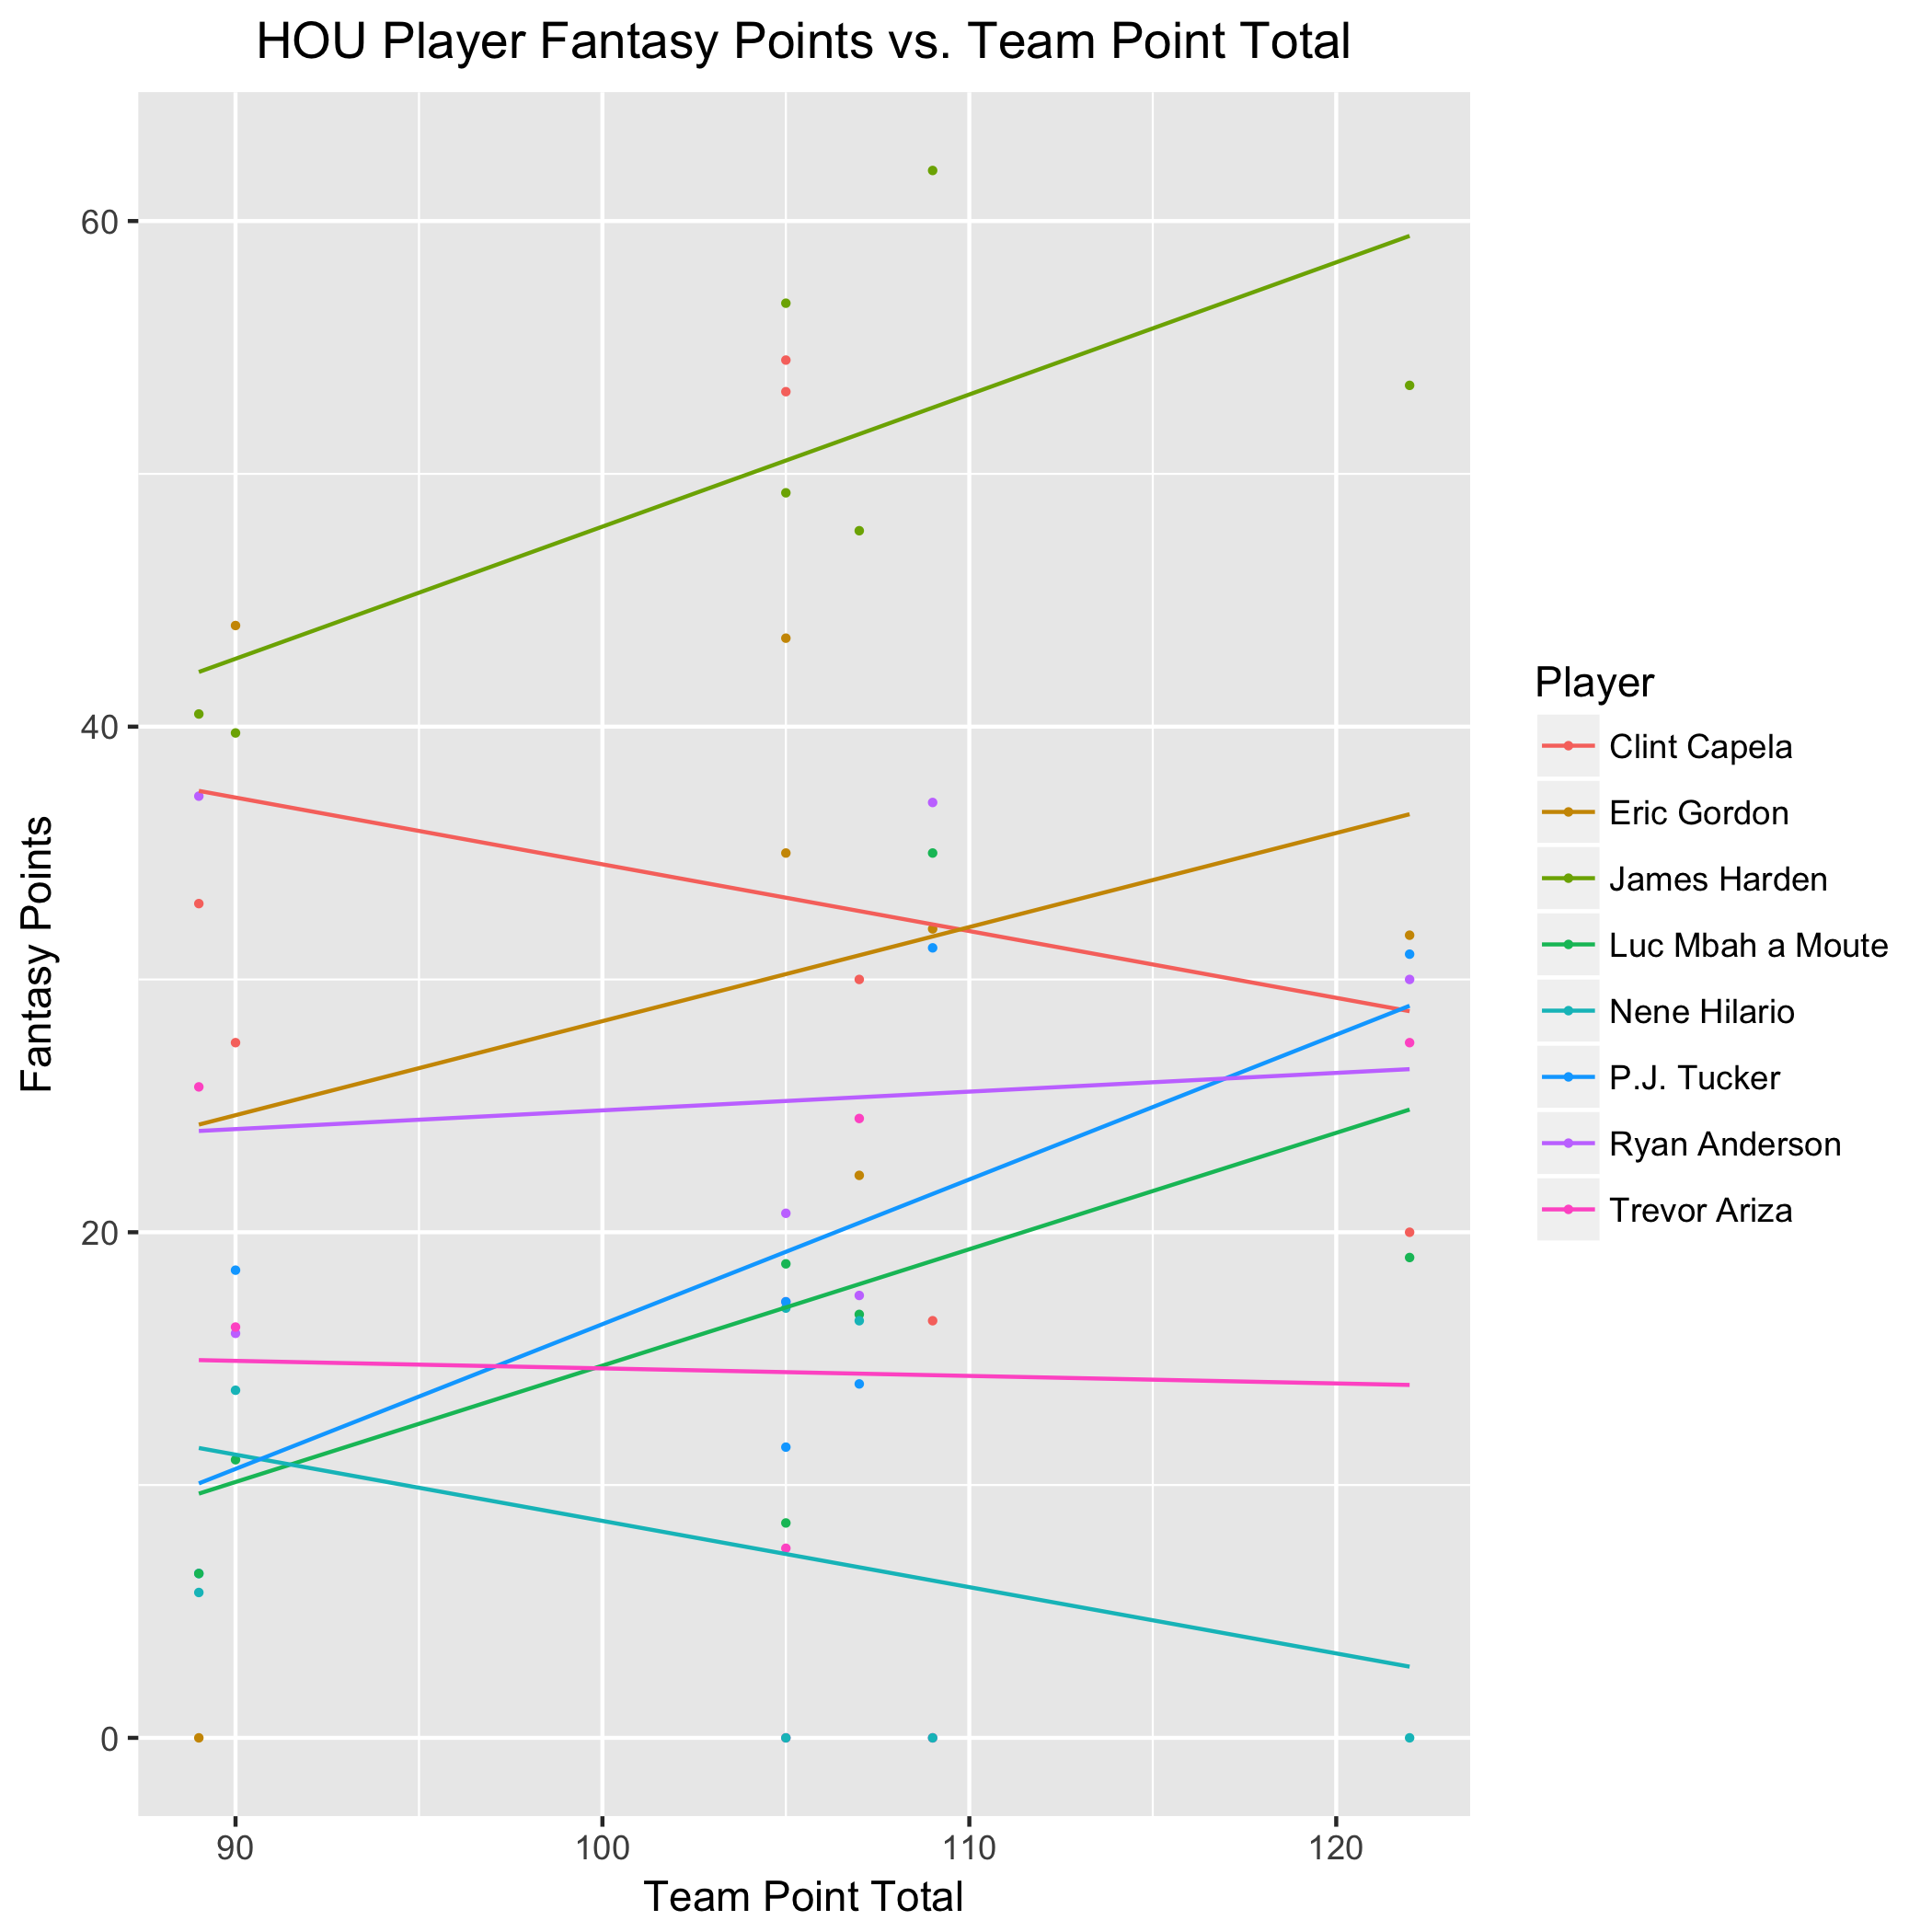 HOU Player Fantasy Points vs. Team Point Total
60
40
20
0
Fantasy Points
90
100
110
120
Team Point Total
Player
Clint Capela
Eric Gordon
James Harden
Luc Mbah a Moute
Nene Hilario
P.J. Tucker
Ryan Anderson
Trevor Ariza